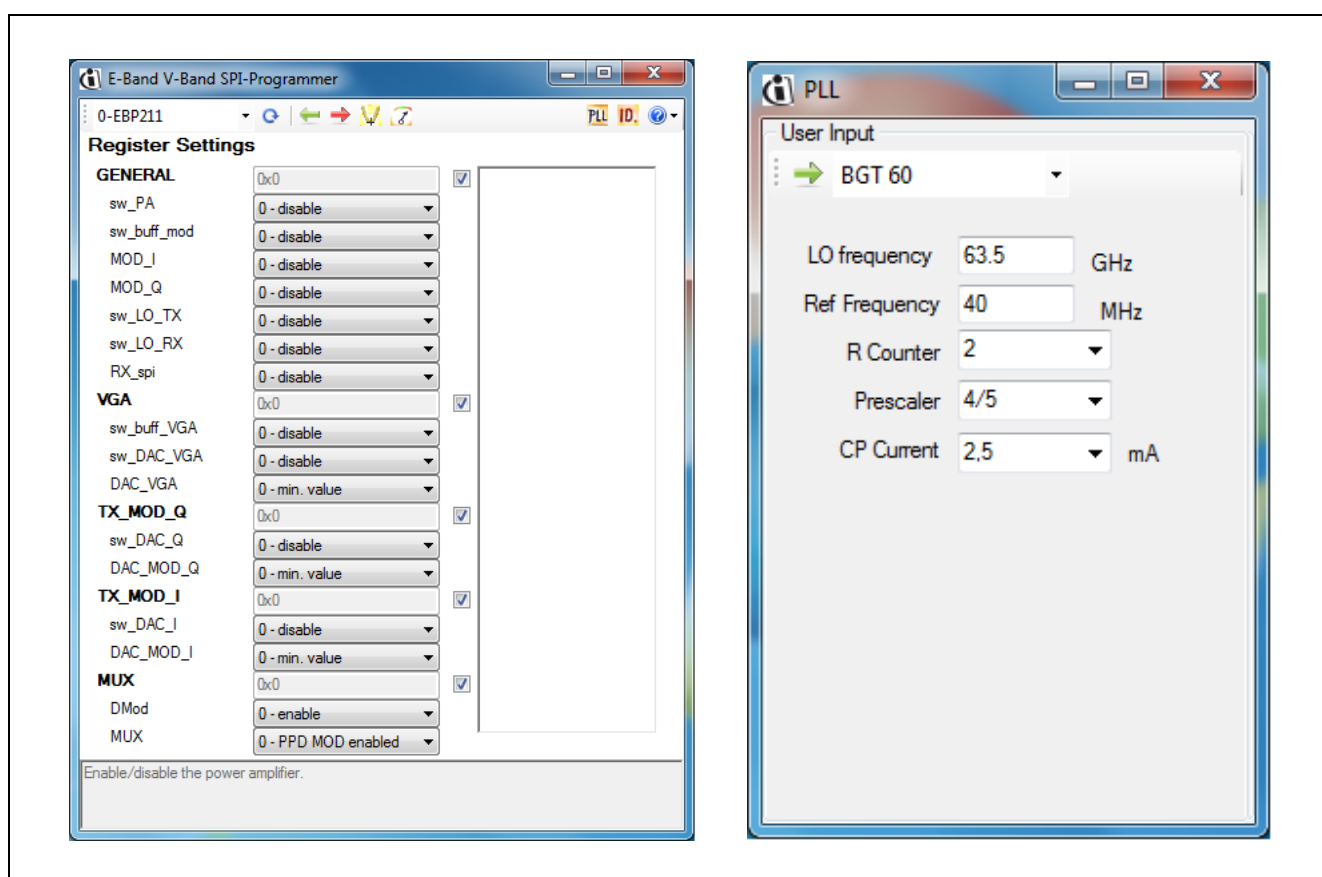 E-Band V-Band SPI-Programmer
0-EBP211 PLL ID.
Register Settings
GENERAL 0x0
sw_PA 0 - disable
sw_buff_mod 0 - disable
MOD_I 0 - disable
MOD_Q 0 - disable
sw_LO_TX 0 - disable
sw_LO_RX 0 - disable
RX_spi 0 - disable
VGA 0x0
sw_buff_VGA 0 - disable
sw_DAC_VGA 0 - disable
DAC_VGA 0 - min. value
TX_MOD_Q 0x0
sw_DAC_Q 0 - disable
DAC_MOD_Q 0 - min. value
TX_MOD_I 0x0
sw_DAC_I 0 - disable
DAC_MOD_I 0 - min. value
MUX 0x0
DMod 0 - enable
MUX 0 - PPD MOD enabled
Enable/disable the power amplifier.
PLL
User Input
BGT 60
LO frequency 63.5 GHz
Ref Frequency 40 MHz
R Counter 2
Prescaler 4/5
CP Current 2,5 mA